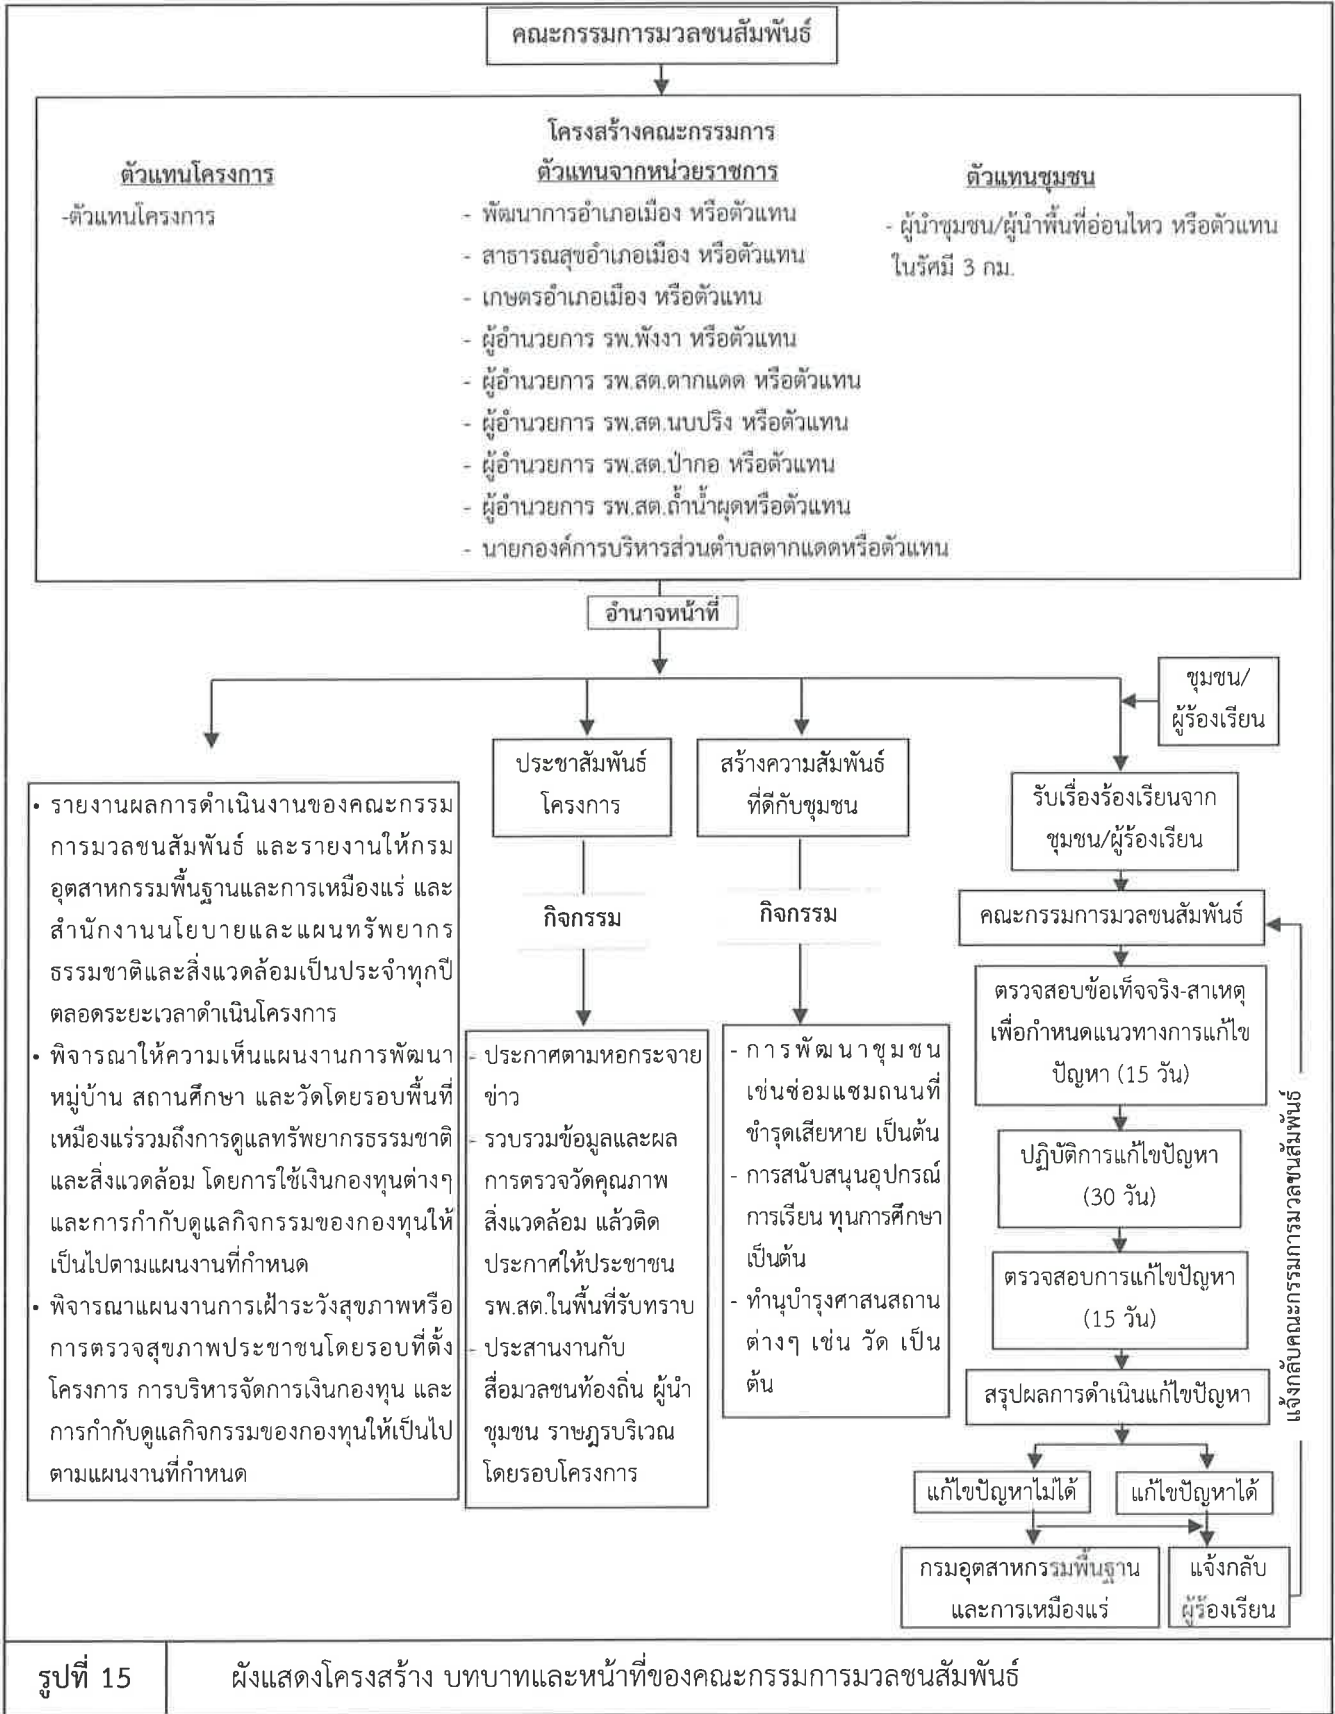 คณะกรรมการมวลชนสัมพันธ์
โครงสร้างคณะกรรมการ
ตัวแทนโครงการ
-ตัวแทนโครงการ
ตัวแทนจากหน่วยราชการ
- พัฒนาการอำเภอเมือง หรือตัวแทน
- สาธารณสุขอำเภอเมือง หรือตัวแทน
- เกษตรอำเภอเมือง หรือตัวแทน
- ผู้อำนวยการ รพ.พังงา หรือตัวแทน
- ผู้อำนวยการ รพ.สต.ตากแดด หรือตัวแทน
- ผู้อำนวยการ รพ.สต.นบปริง หรือตัวแทน
- ผู้อำนวยการ รพ.สต.ป่ากอ หรือตัวแทน
- ผู้อำนวยการ รพ.สต.ถ้ำน้ำผุดหรือตัวแทน
- นายกองค์การบริหารส่วนตำบลตากแดดหรือตัวแทน
ตัวแทนชุมชน
- ผู้นำชุมชน/ผู้นำพื้นที่อ่อนไหว หรือตัวแทน
ในรัศมี 3 กม.
อำนาจหน้าที่
• รายงานผลการดำเนินงานของคณะกรรม
การมวลชนสัมพันธ์ และรายงานให้กรม
อุตสาหกรรมพื้นฐานและการเหมืองแร่ และ
สำนักงานนโยบายและแผนทรัพยากร
ธรรมชาติและสิ่งแวดล้อมเป็นประจำทุกปี
ตลอดระยะเวลาดำเนินโครงการ
• พิจารณาให้ความเห็นแผนงานการพัฒนา
หมู่บ้าน สถานศึกษา และวัดโดยรอบพื้นที่
เหมืองแร่รวมถึงการดูแลทรัพยากรธรรมชาติ
และสิ่งแวดล้อม โดยการใช้เงินกองทุนต่างๆ
และการกำกับดูแลกิจกรรมของกองทุนให้
เป็นไปตามแผนงานที่กำหนด
• พิจารณาแผนงานการเฝ้าระวังสุขภาพหรือ
การตรวจสุขภาพประชาชนโดยรอบที่ตั้ง
โครงการ การบริหารจัดการเงินกองทุน และ
การกำกับดูแลกิจกรรมของกองทุนให้เป็นไป
ตามแผนงานที่กำหนด
ประชาสัมพันธ์
โครงการ
กิจกรรม
- ประกาศตามหอกระจาย
ข่าว
- รวบรวมข้อมูลและผล
การตรวจวัดคุณภาพ
สิ่งแวดล้อม แล้วติด
ประกาศให้ประชาชน
รพ.สต.ในพื้นที่รับทราบ
- ประสานงานกับ
สื่อมวลชนท้องถิ่น ผู้นำ
ชุมชน ราษฎรบริเวณ
โดยรอบโครงการ
สร้างความสัมพันธ์
ที่ดีกับชุมชน
กิจกรรม
- การพัฒนาชุมชน
เช่นซ่อมแซมถนนที่
ชำรุดเสียหาย เป็นต้น
- การสนับสนุนอุปกรณ์
การเรียน ทุนการศึกษา
เป็นต้น
- ทำนุบำรุงศาสนสถาน
ต่างๆ เช่น วัด เป็น
ต้น
ชุมชน/
ผู้ร้องเรียน
รับเรื่องร้องเรียนจาก
ชุมชน/ผู้ร้องเรียน
คณะกรรมการมวลชนสัมพันธ์
ตรวจสอบข้อเท็จจริง-สาเหตุ
เพื่อกำหนดแนวทางการแก้ไข
ปัญหา (15 วัน)
ปฏิบัติการแก้ไขปัญหา
(30 วัน)
ตรวจสอบการแก้ไขปัญหา
(15 วัน)
สรุปผลการดำเนินแก้ไขปัญหา
แก้ไขปัญหาไม่ได้
แก้ไขปัญหาได้
กรมอุตสาหกรรมพื้นฐาน
และการเหมืองแร่
แจ้งกลับ
ผู้ร้องเรียน
แจ้งกลับคณะกรรมการมวลชนสัมพันธ์
รูปที่ 15
ผังแสดงโครงสร้าง บทบาทและหน้าที่ของคณะกรรมการมวลชนสัมพันธ์